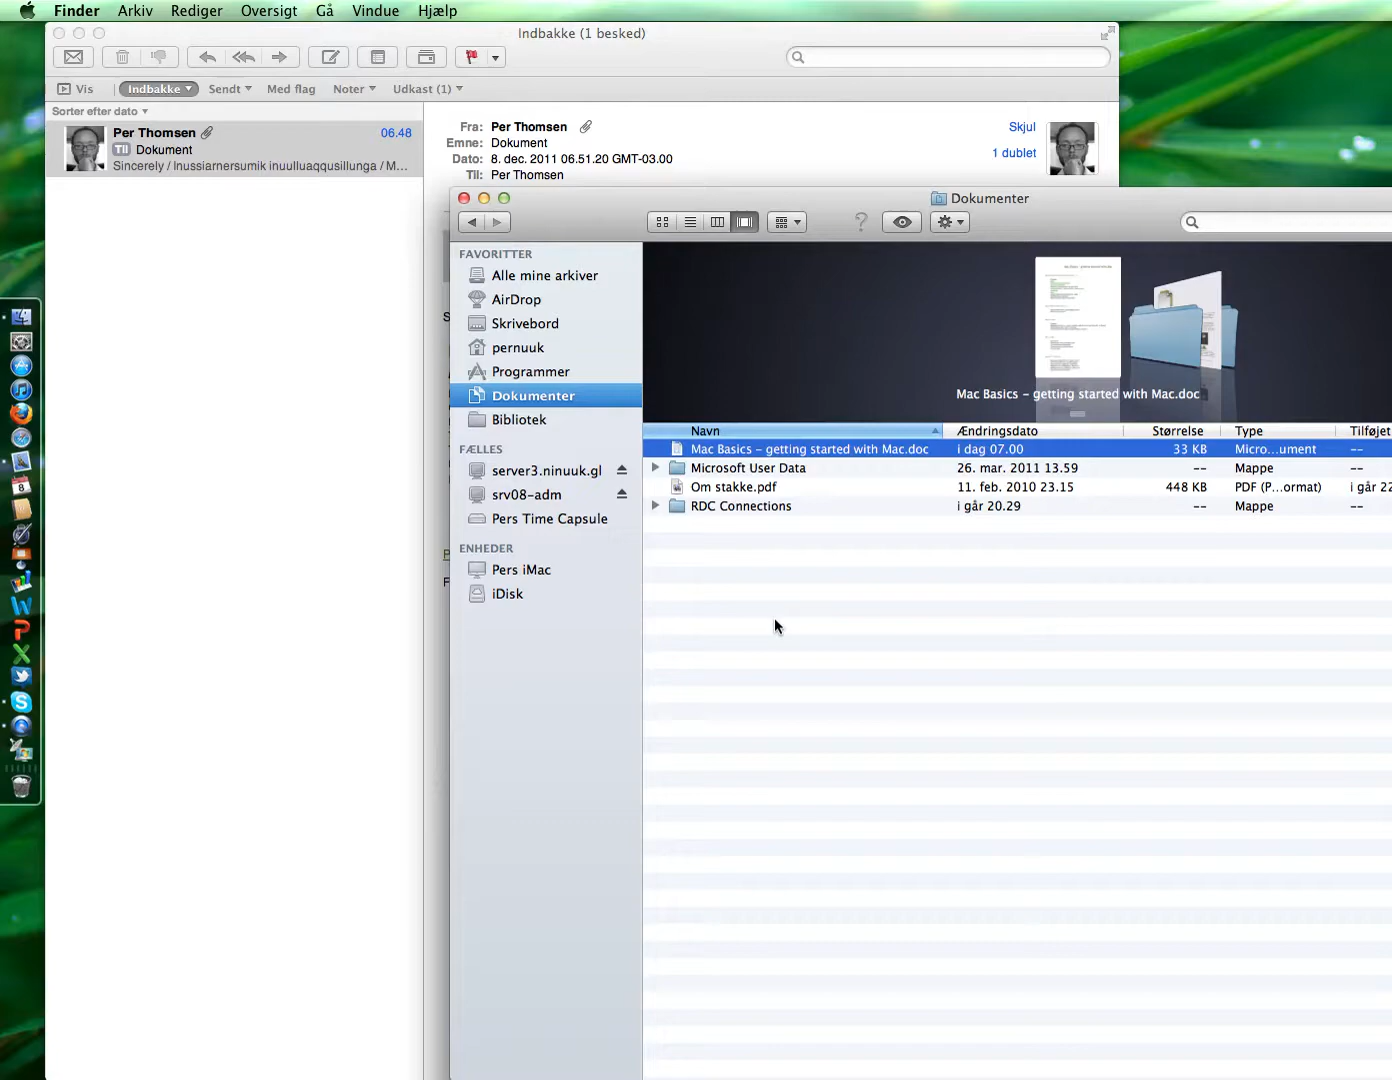 Finder Arkiv Rediger Oversigt Gå Vindue Hjælp
Indbakke (1 besked)
Vis Indbakke Sendt Med flag Noter Udkast (1)
Sorter efter dato
Per Thomsen 06.48
Til Dokument
Sincerely / Inussiarnersumik inuulluaqqusillunga / M...
Fra: Per Thomsen Skjul
Emne: Dokument
Dato: 8. dec. 2011 06.51.20 GMT-03.00 1 dublet
Til: Per Thomsen
Dokumenter
FAVORITTER
Alle mine arkiver
AirDrop
Skrivebord
pernuuk
Programmer
Dokumenter
Bibliotek
FÆLLES
server3.ninuuk.gl
srv08-adm
Pers Time Capsule
ENHEDER
Pers iMac
iDisk
Mac Basics – getting started with Mac.doc
Navn Ændringsdato Størrelse Type Tilføjet
Mac Basics – getting started with Mac.doc i dag 07.00 33 KB Micro...ument --
Microsoft User Data 26. mar. 2011 13.59 -- Mappe --
Om stakke.pdf 11. feb. 2010 23.15 448 KB PDF (P...ormat) i går 22
RDC Connections i går 20.29 -- Mappe --